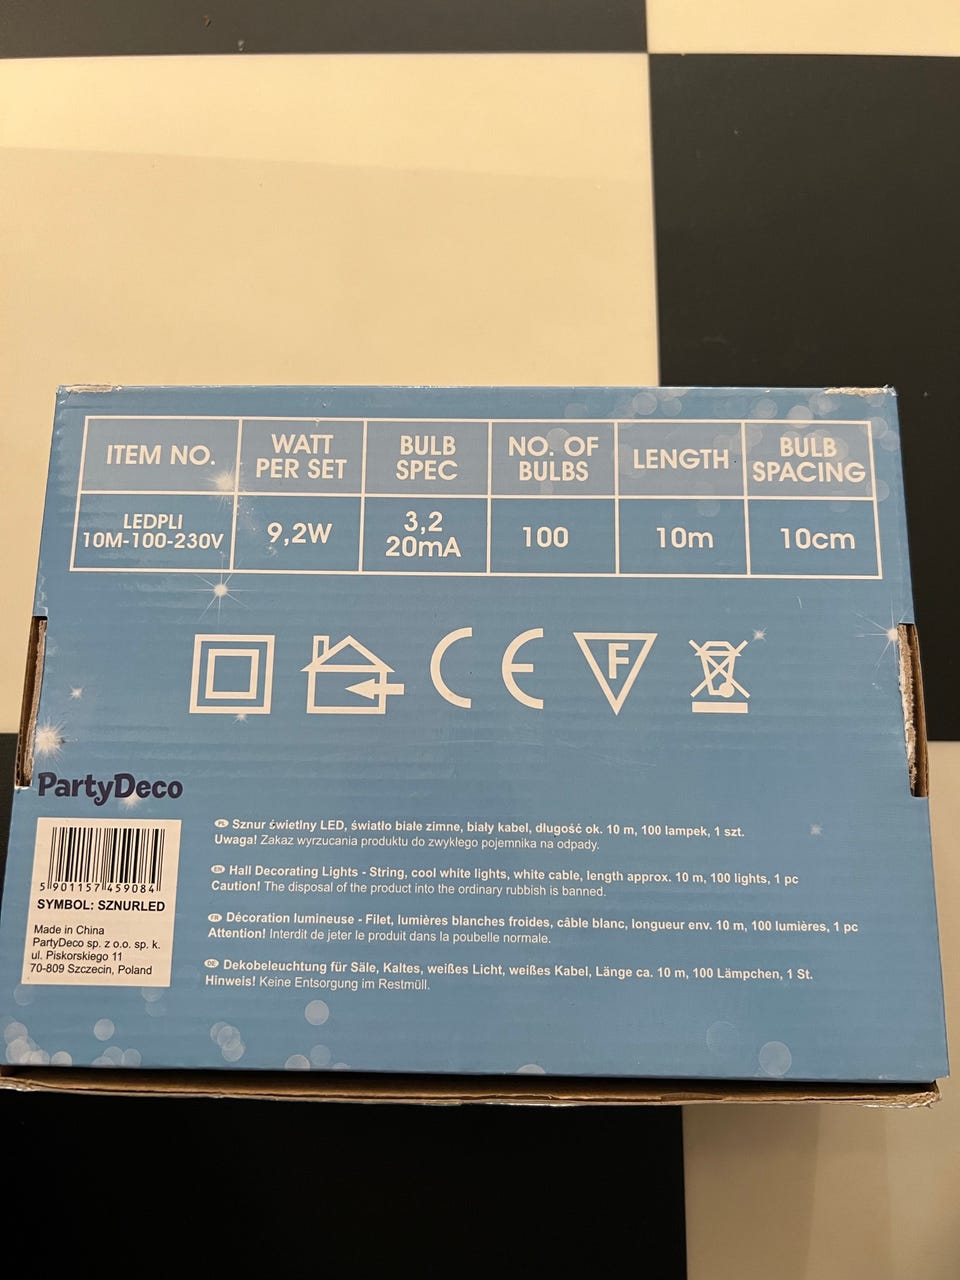 ITEM NO.
WATT
PER SET
BULB
SPEC
NO. OF
BULBS
LENGTH
BULB
SPACING
LEDPLI
10M-100-230V
9,2W
3,2
20mA
100
10m
10cm
CE
F
PartyDeco
5 901157 459084
SYMBOL: SZNURLED
Made in China
PartyDeco sp. z o.o. sp. k.
ul. Piskorskiego 11
70-809 Szczecin, Poland
PL Sznur świetlny LED, światło białe zimne, biały kabel, długość ok. 10 m, 100 lampek, 1 szt.
Uwaga! Zakaz wyrzucania produktu do zwykłego pojemnika na odpady.
EN Hall Decorating Lights - String, cool white lights, white cable, length approx. 10 m, 100 lights, 1 pc
Caution! The disposal of the product into the ordinary rubbish is banned.
FR Décoration lumineuse - Filet, lumières blanches froides, câble blanc, longueur env. 10 m, 100 lumières, 1 pc
Attention! Interdit de jeter le produit dans la poubelle normale.
DE Dekobeleuchtung für Säle, Kaltes, weißes Licht, weißes Kabel, Länge ca. 10 m, 100 Lämpchen, 1 St.
Hinweis! Keine Entsorgung im Restmüll.